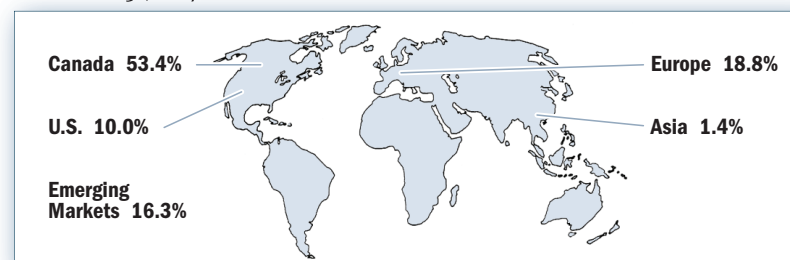 Canada 53.4%
Europe 18.8%
U.S. 10.0%
Asia 1.4%
Emerging
Markets 16.3%